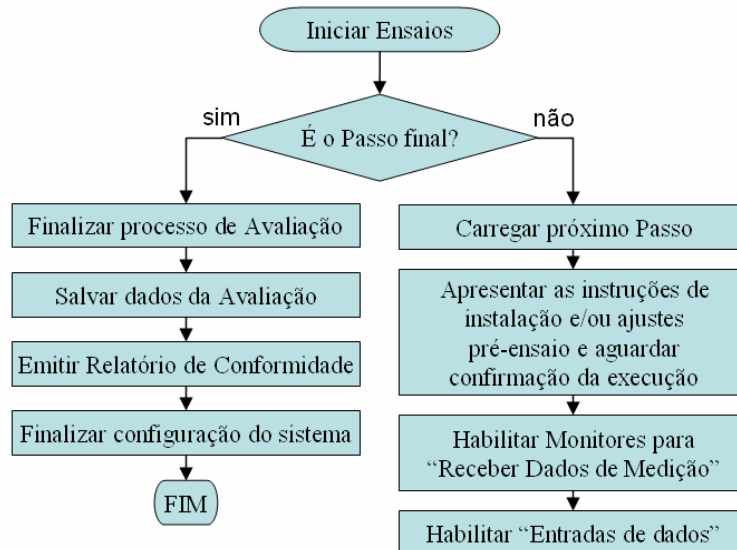 Iniciar Ensaios
sim
não
É o Passo final?
Finalizar processo de Avaliação
Salvar dados da Avaliação
Emitir Relatório de Conformidade
Finalizar configuração do sistema
FIM
Carregar próximo Passo
Apresentar as instruções de
instalação e/ou ajustes
pré-ensaio e aguardar
confirmação da execução
Habilitar Monitores para
“Receber Dados de Medição”
Habilitar “Entradas de dados”